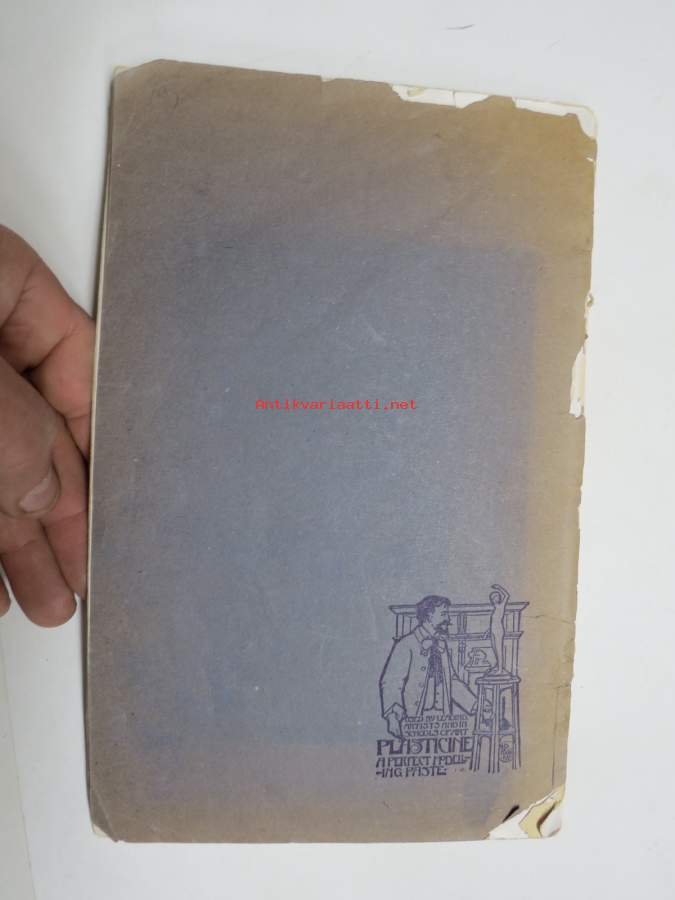 Antikvariaatti.net
USED BY LEADING
ARTISTS AND IN
SCHOOLS OF ART
PLASTICINE
A PERFECT MODEL-
-ING PASTE-